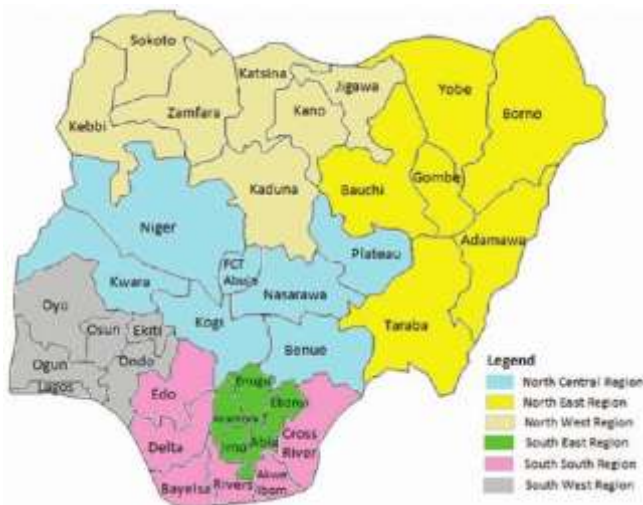 Sokoto
Katsina
Jigawa
Yobe
Borno
Zamfara
Kano
Kebbi
Kaduna
Bauchi
Gombe
Niger
Adamawa
Plateau
FCT
Abuja
Kwara
Nasarawa
Oyo
Kogi
Taraba
Osun
Ekiti
Benue
Ogun
Ondo
Lagos
Edo
Enugu
Ebonyi
Imo
Abia
Cross
River
Delta
Bayelsa
Rivers
Akwa
Ibom
Legend
North Central Region
North East Region
North West Region
South East Region
South South Region
South West Region